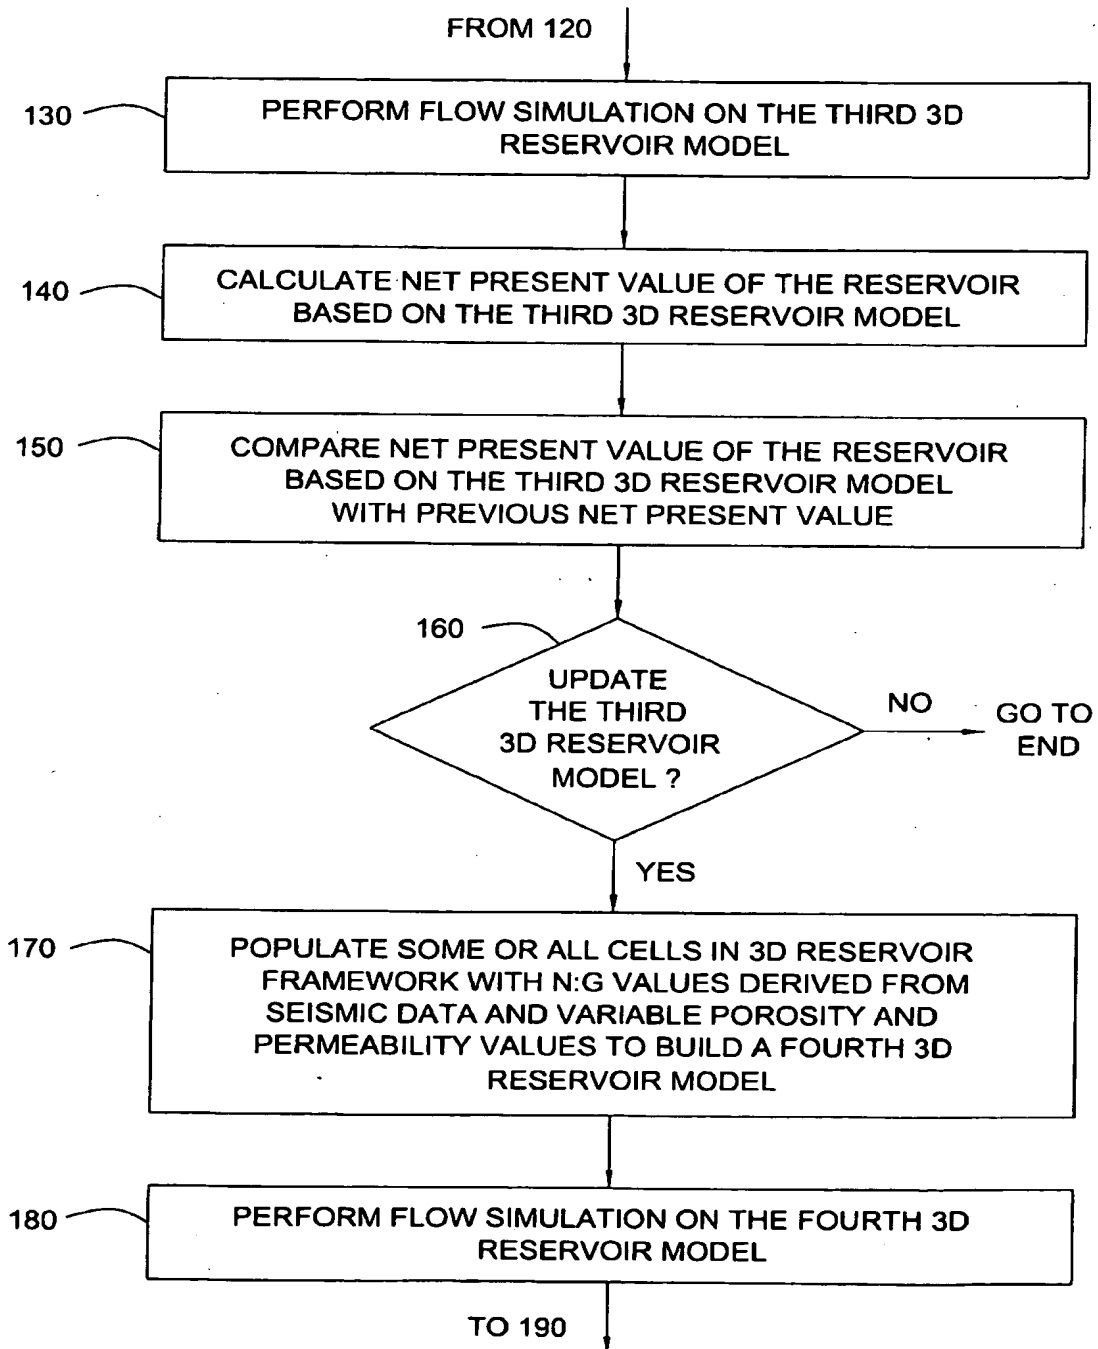 FROM 120
130
PERFORM FLOW SIMULATION ON THE THIRD 3D
RESERVOIR MODEL
140
CALCULATE NET PRESENT VALUE OF THE RESERVOIR
BASED ON THE THIRD 3D RESERVOIR MODEL
150
COMPARE NET PRESENT VALUE OF THE RESERVOIR
BASED ON THE THIRD 3D RESERVOIR MODEL
WITH PREVIOUS NET PRESENT VALUE
160
UPDATE
THE THIRD
3D RESERVOIR
MODEL ?
NO
GO TO
END
YES
170
POPULATE SOME OR ALL CELLS IN 3D RESERVOIR
FRAMEWORK WITH N:G VALUES DERIVED FROM
SEISMIC DATA AND VARIABLE POROSITY AND
PERMEABILITY VALUES TO BUILD A FOURTH 3D
RESERVOIR MODEL
180
PERFORM FLOW SIMULATION ON THE FOURTH 3D
RESERVOIR MODEL
TO 190